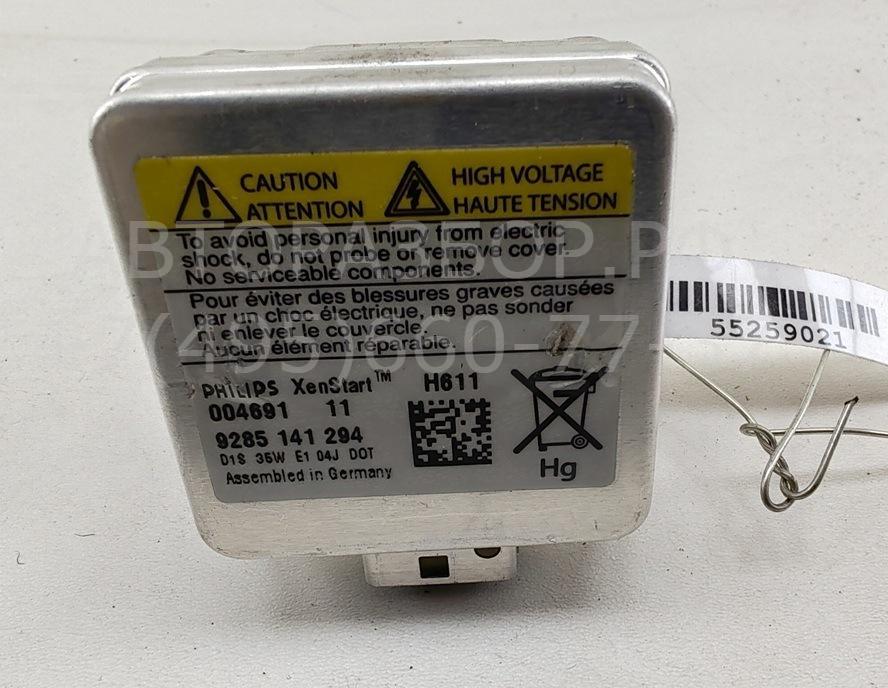 CAUTION
ATTENTION
HIGH VOLTAGE
HAUTE TENSION
To avoid personal injury from electric
shock, do not probe or remove cover.
No serviceable components.
Pour éviter des blessures graves causées
par un choc électrique, ne pas sonder
ni enlever le couvercle.
Aucun élément réparable.
PHILIPS XenStart™ H611
004691 11
9285 141 294
D1S 35W E1 04J DOT
Assembled in Germany
Hg
55259021